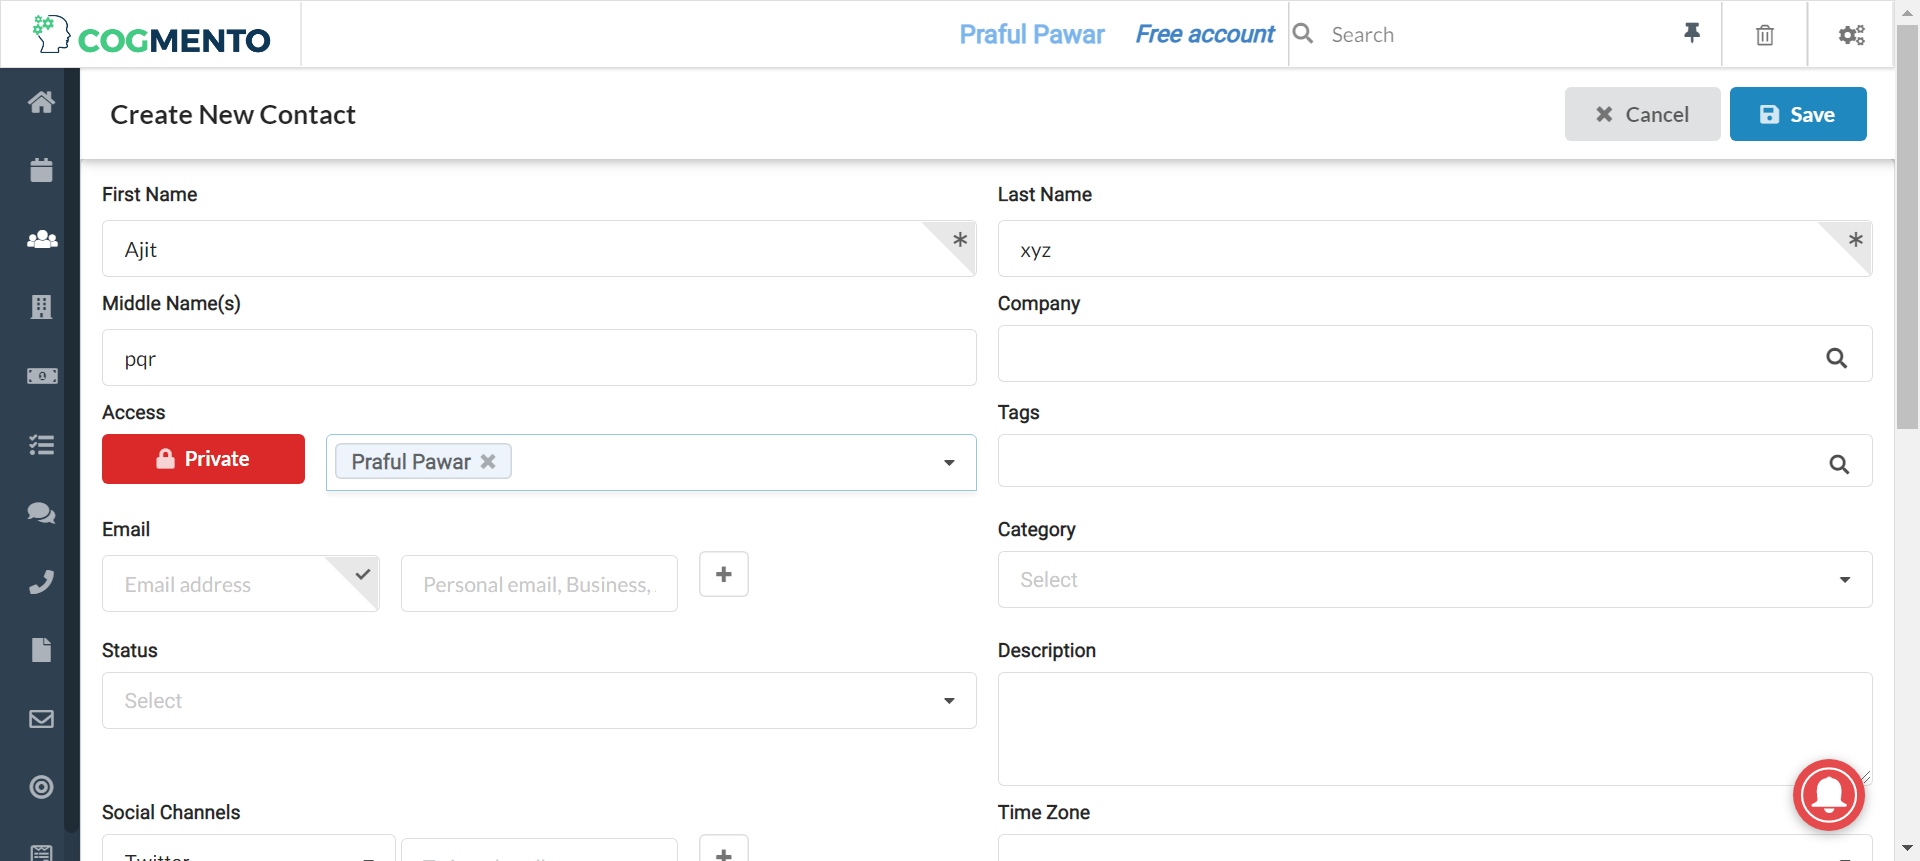 COGMENTO
Praful Pawar Free account Search
Create New Contact Cancel Save
First Name Last Name
Ajit xyz
Middle Name(s) Company
pqr
Access Tags
Private Praful Pawar
Email Category
Email address Personal email, Business, Select
Status Description
Select
Social Channels Time Zone
Twitter